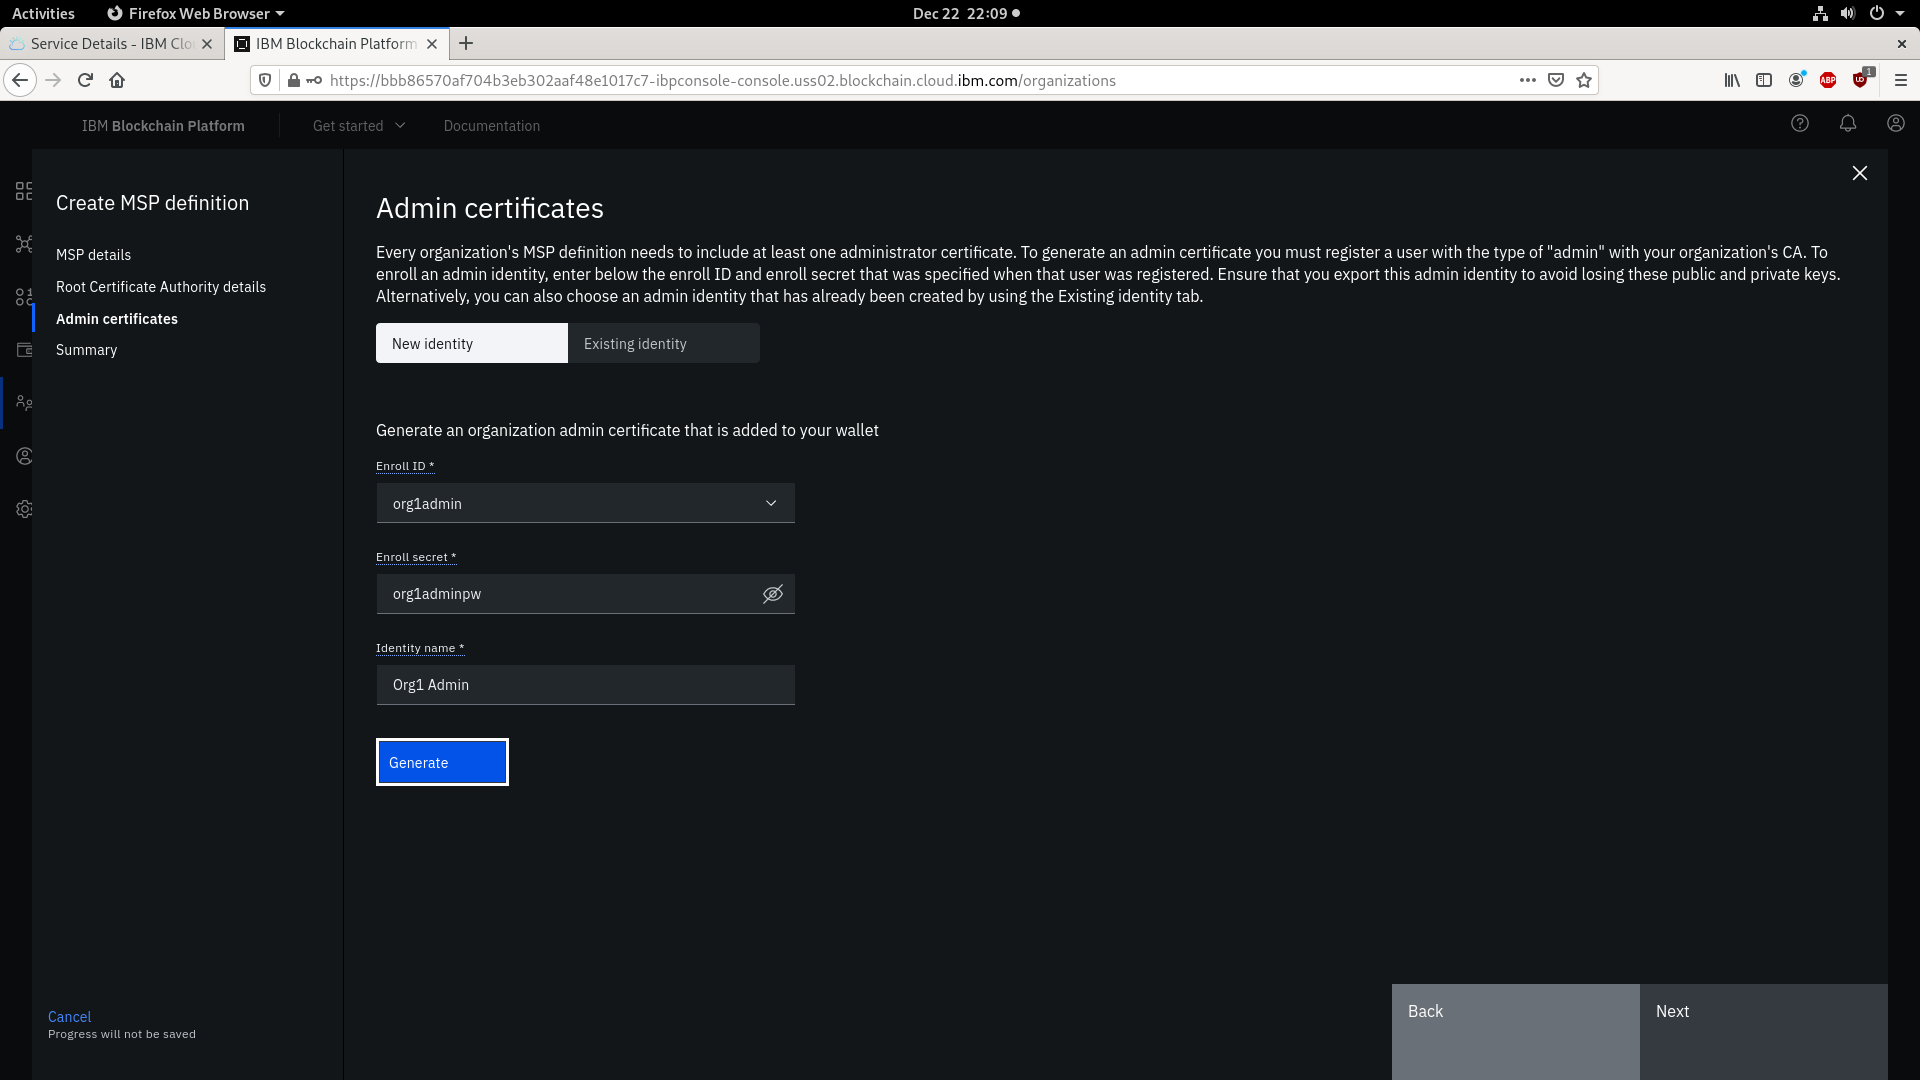 Activities
Firefox Web Browser
Dec 22 22:09
Service Details - IBM Clo
IBM Blockchain Platform
https://bbb86570af704b3eb302aaf48e1017c7-ibpconsole-console.uss02.blockchain.cloud.ibm.com/organizations
ABP
1
IBM Blockchain Platform
Get started
Documentation
Create MSP definition
MSP details
Root Certificate Authority details
Admin certificates
Summary
Admin certificates
Every organization's MSP definition needs to include at least one administrator certificate. To generate an admin certificate you must register a user with the type of "admin" with your organization's CA. To
enroll an admin identity, enter below the enroll ID and enroll secret that was specified when that user was registered. Ensure that you export this admin identity to avoid losing these public and private keys.
Alternatively, you can also choose an admin identity that has already been created by using the Existing identity tab.
New identity
Existing identity
Generate an organization admin certificate that is added to your wallet
Enroll ID *
org1admin
Enroll secret *
org1adminpw
Identity name *
Org1 Admin
Generate
Cancel
Progress will not be saved
Back
Next